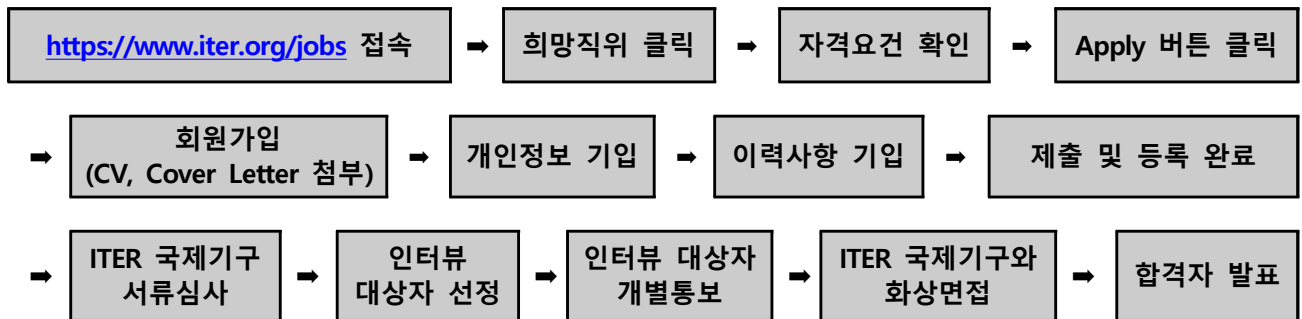 https://www.iter.org/jobs 접속 ➡ 희망직위 클릭 ➡ 자격요건 확인 ➡ Apply 버튼 클릭
➡ 회원가입
(CV, Cover Letter 첨부) ➡ 개인정보 기입 ➡ 이력사항 기입 ➡ 제출 및 등록 완료
➡ ITER 국제기구
서류심사 ➡ 인터뷰
대상자 선정 ➡ 인터뷰 대상자
개별통보 ➡ ITER 국제기구와
화상면접 ➡ 합격자 발표